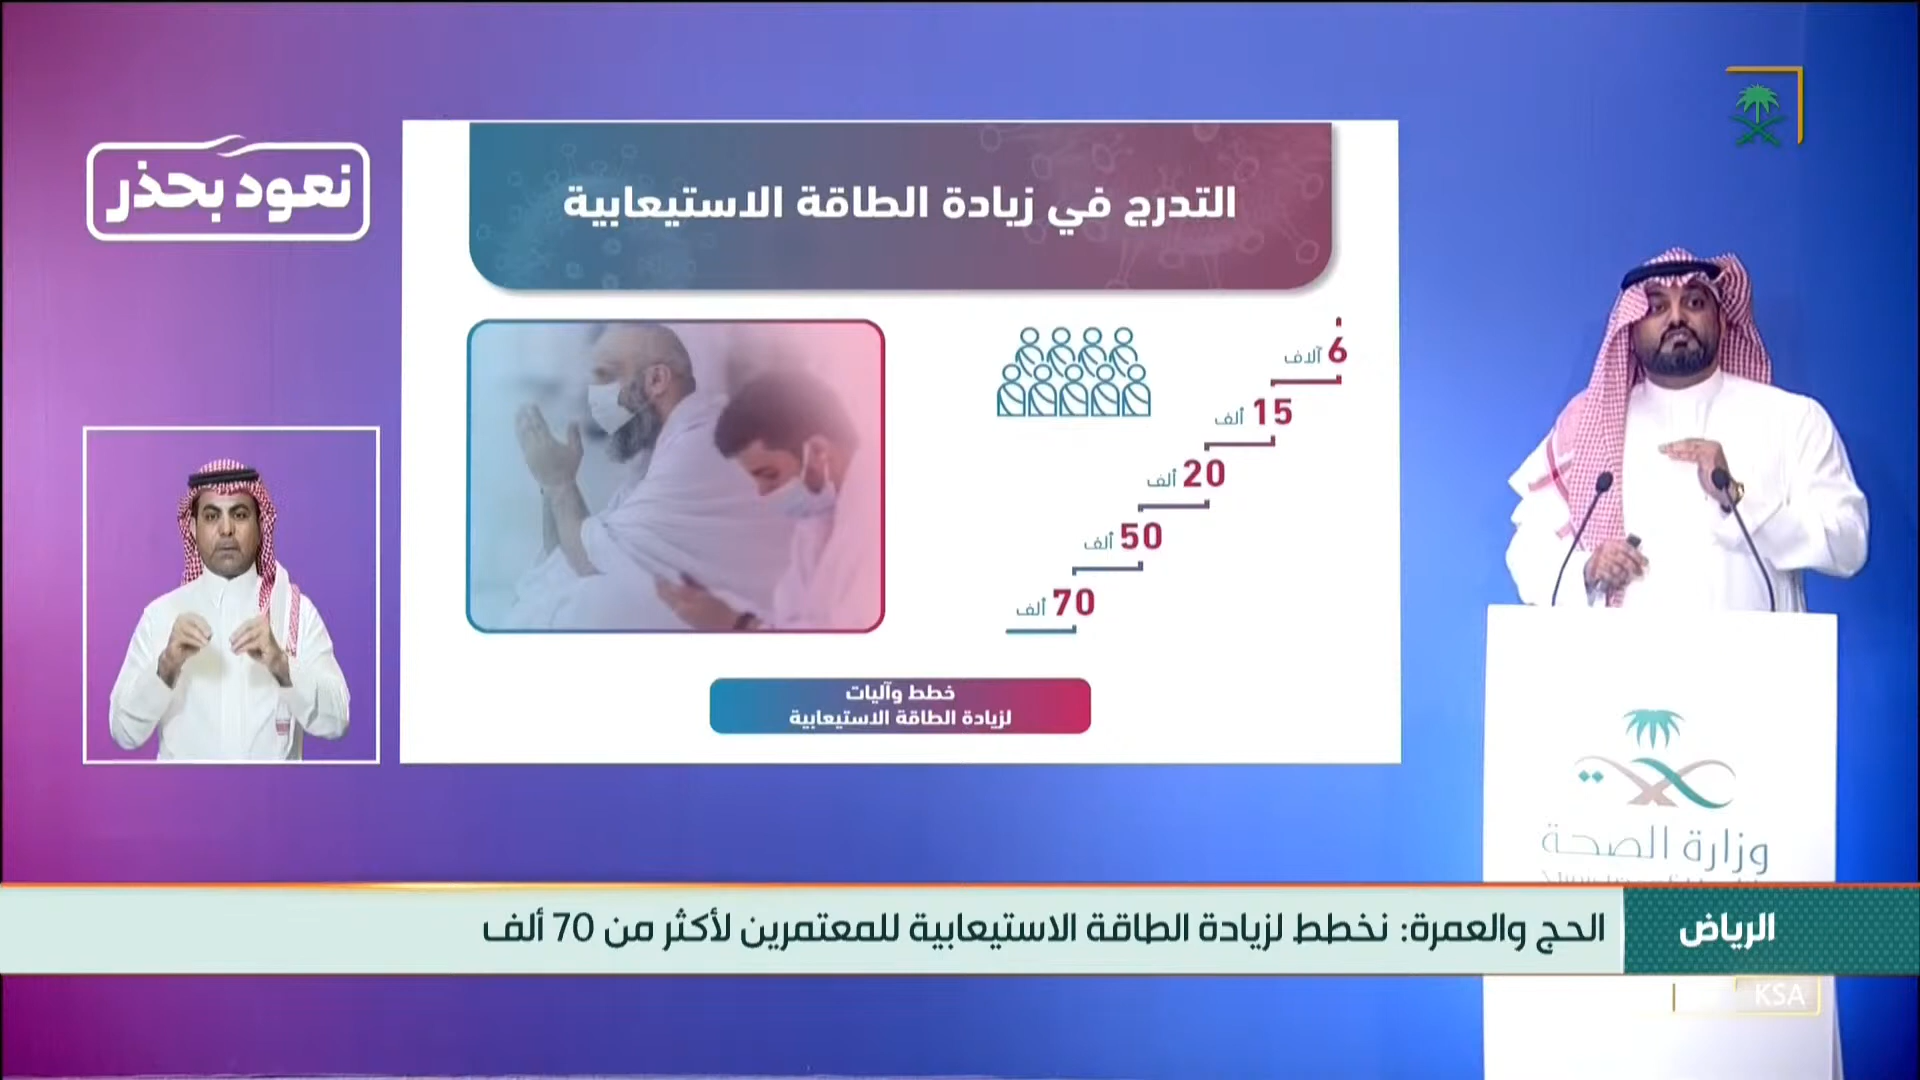 نعود بحذر
التدرج في زيادة الطاقة الاستيعابية
6 آلاف
15 ألف
20 ألف
50 ألف
70 ألف
خطط وآليات
لزيادة الطاقة الاستيعابية
وزارة الصحة
الرياض
الحج والعمرة: نخطط لزيادة الطاقة الاستيعابية للمعتمرين لأكثر من 70 ألف
KSA